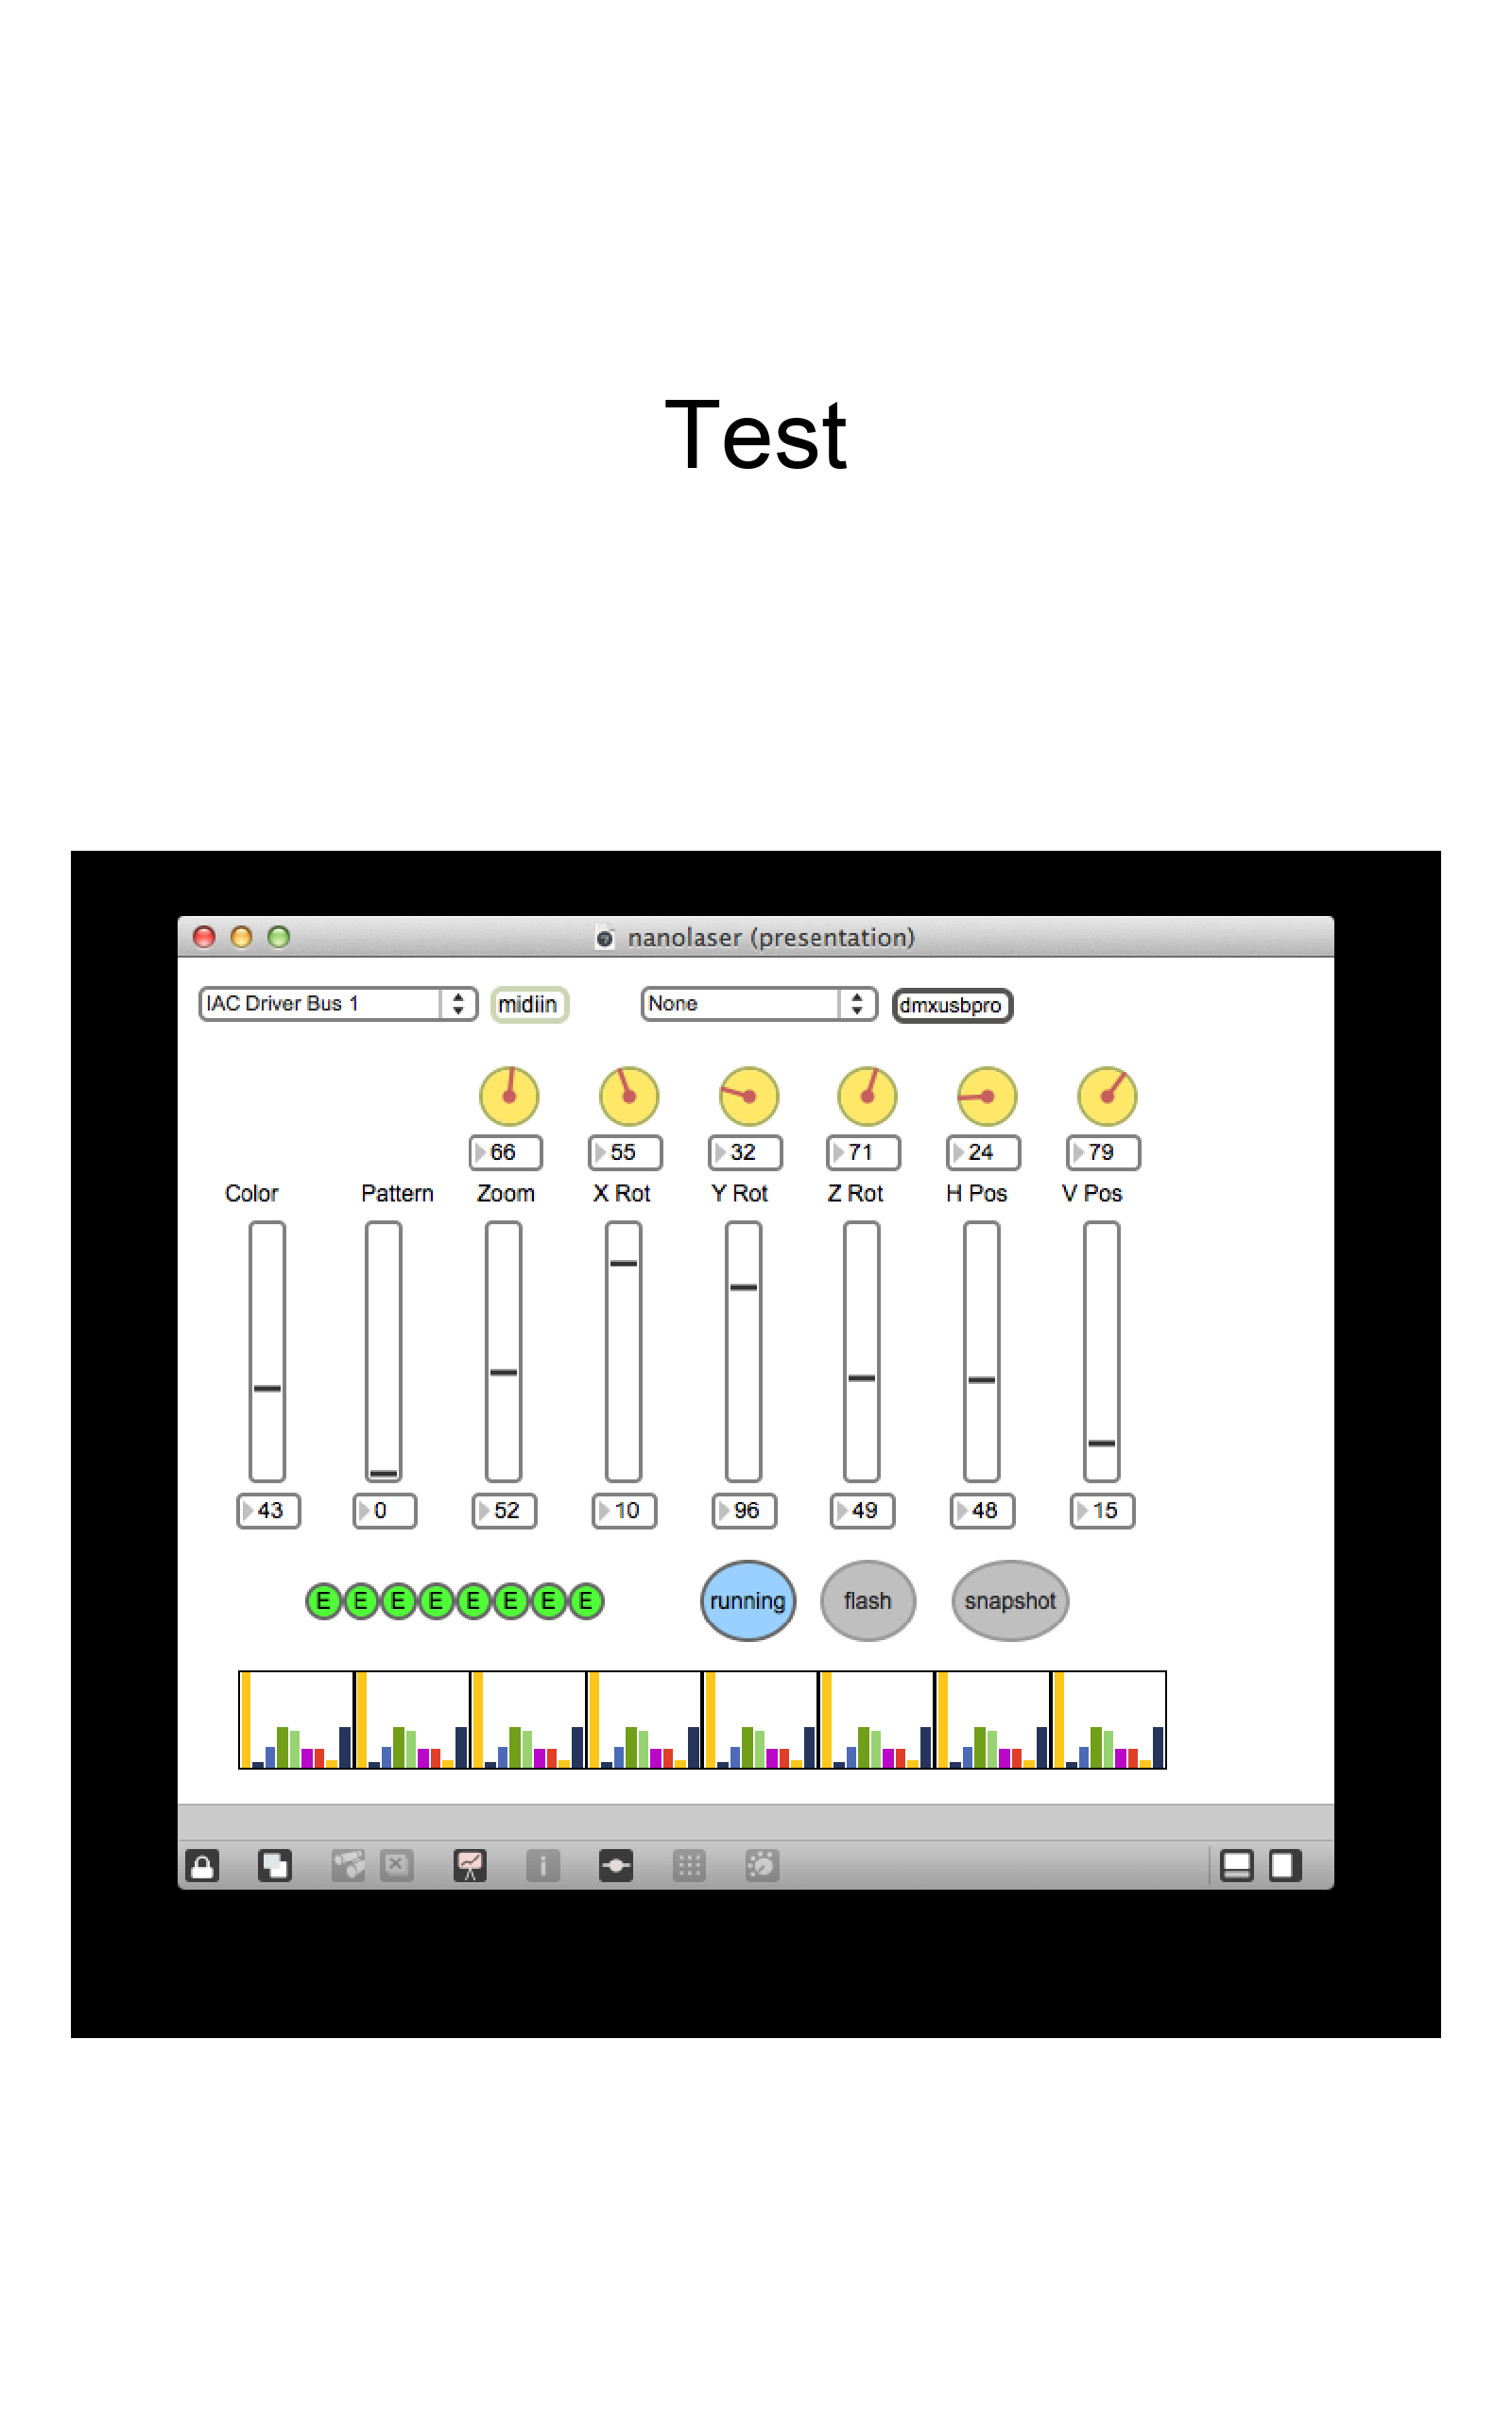 Test
nanolaser (presentation)
IAC Driver Bus 1 midiin None dmxusbpro
66 55 32 71 24 79
Color Pattern Zoom X Rot Y Rot Z Rot H Pos V Pos
43 0 52 10 96 49 48 15
E E E E E E E E running flash snapshot